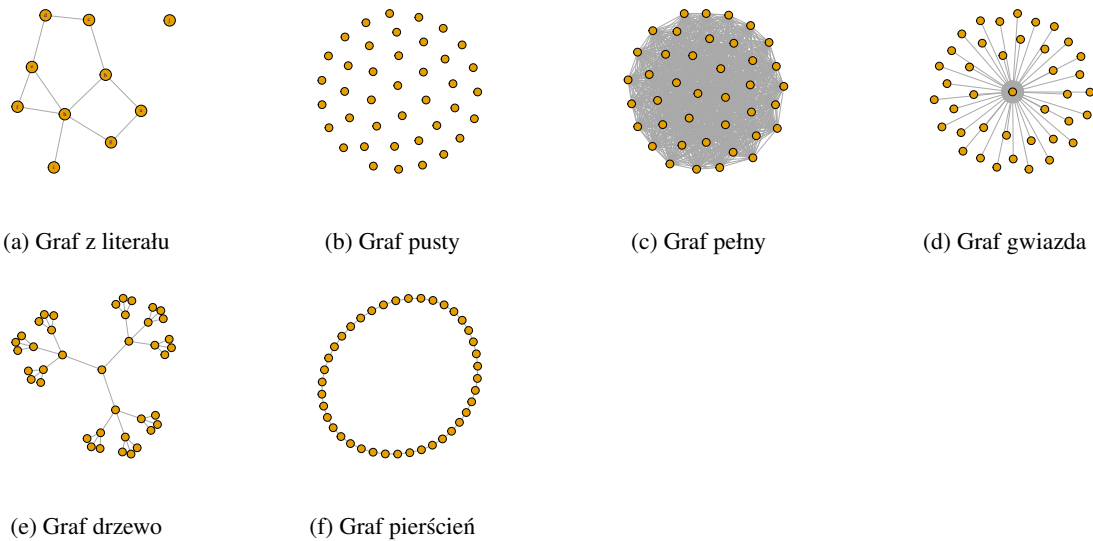 (a) Graf z literału
(b) Graf pusty
(c) Graf pełny
(d) Graf gwiazda
(e) Graf drzewo
(f) Graf pierścień